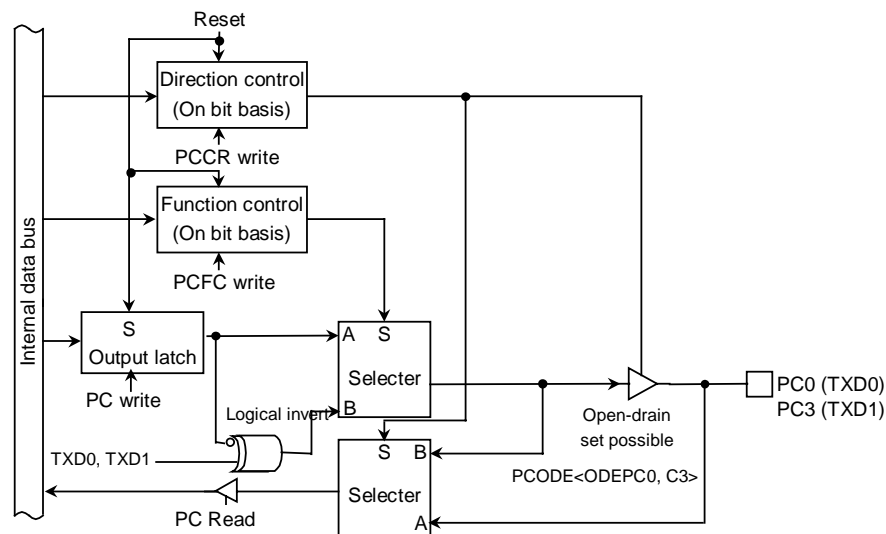 Reset
Direction control
(On bit basis)
PCCR write
Function control
(On bit basis)
PCFC write
Internal data bus
S
Output latch
PC write
A S
Selecter
B
Logical invert
TXD0, TXD1
S B
Selecter
A
PC Read
Open-drain
set possible
PCODE<ODEPC0, C3>
PC0 (TXD0)
PC3 (TXD1)